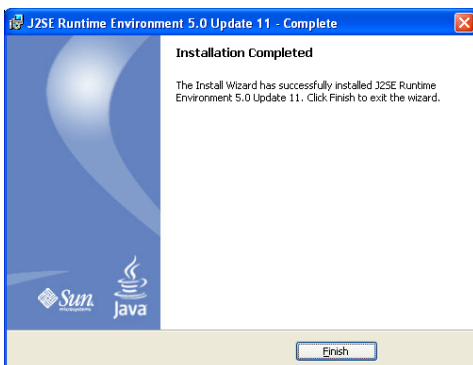 J2SE Runtime Environment 5.0 Update 11 - Complete
Installation Completed
The Install Wizard has successfully installed J2SE Runtime
Environment 5.0 Update 11. Click Finish to exit the wizard.
Sun
microsystems
Java
Finish